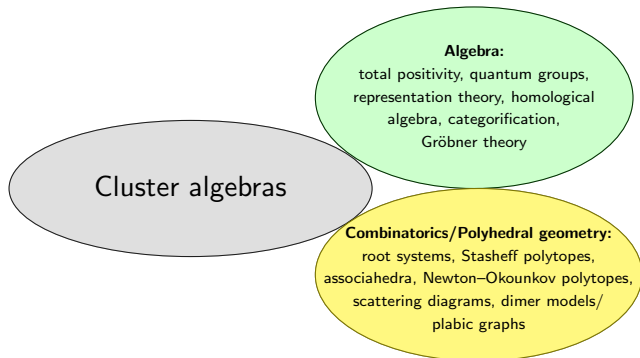 Cluster algebras
Algebra:
total positivity, quantum groups,
representation theory, homological
algebra, categorification,
Gröbner theory
Combinatorics/Polyhedral geometry:
root systems, Stasheff polytopes,
associahedra, Newton–Okounkov polytopes,
scattering diagrams, dimer models/
plabic graphs